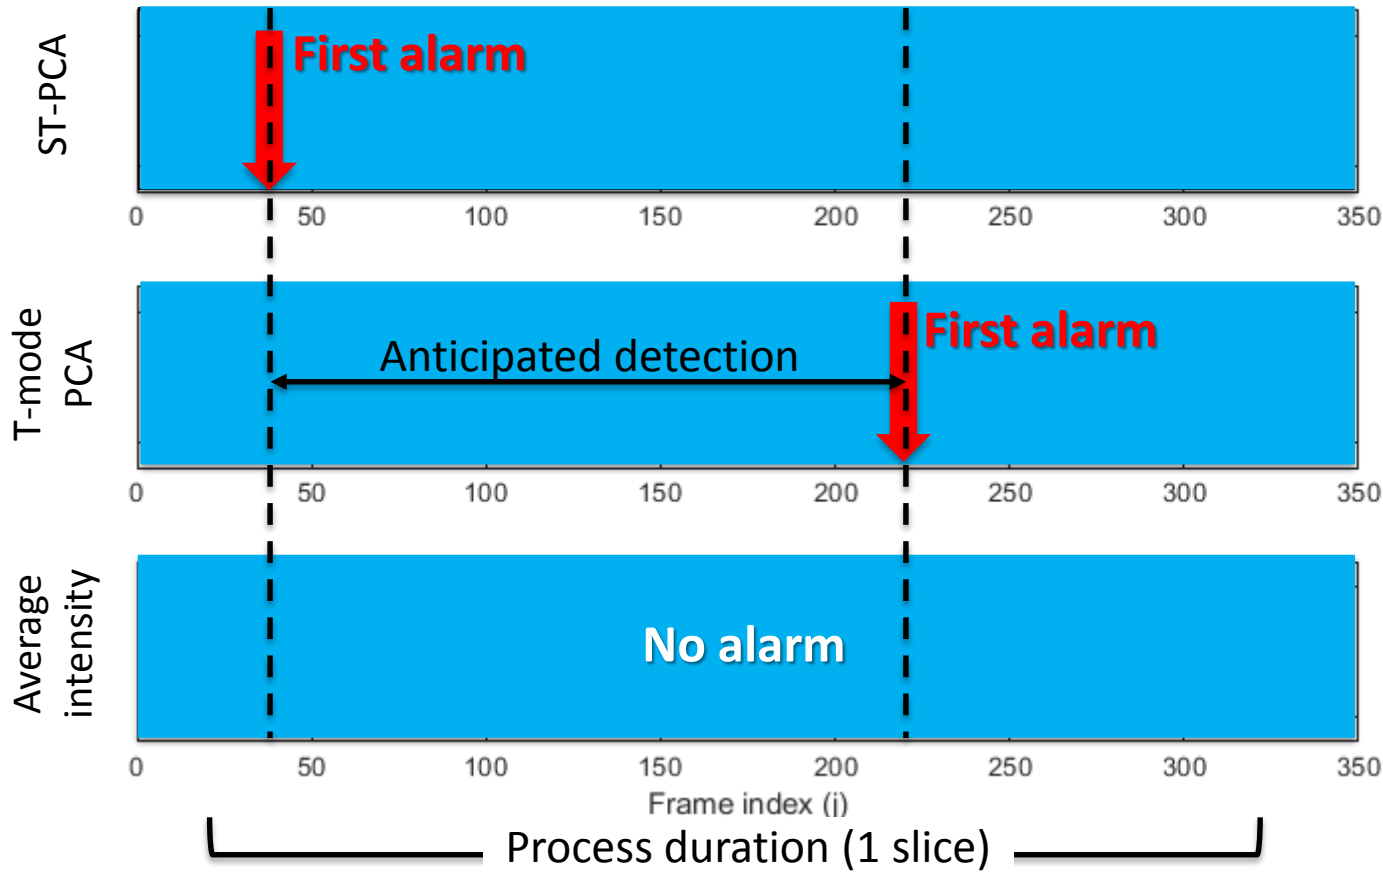 ST-PCA
First alarm
0 50 100 150 200 250 300 350
T-mode
PCA
First alarm
Anticipated detection
0 50 100 150 200 250 300 350
Average
intensity
No alarm
0 50 100 150 200 250 300 350
Frame index (j)
Process duration (1 slice)